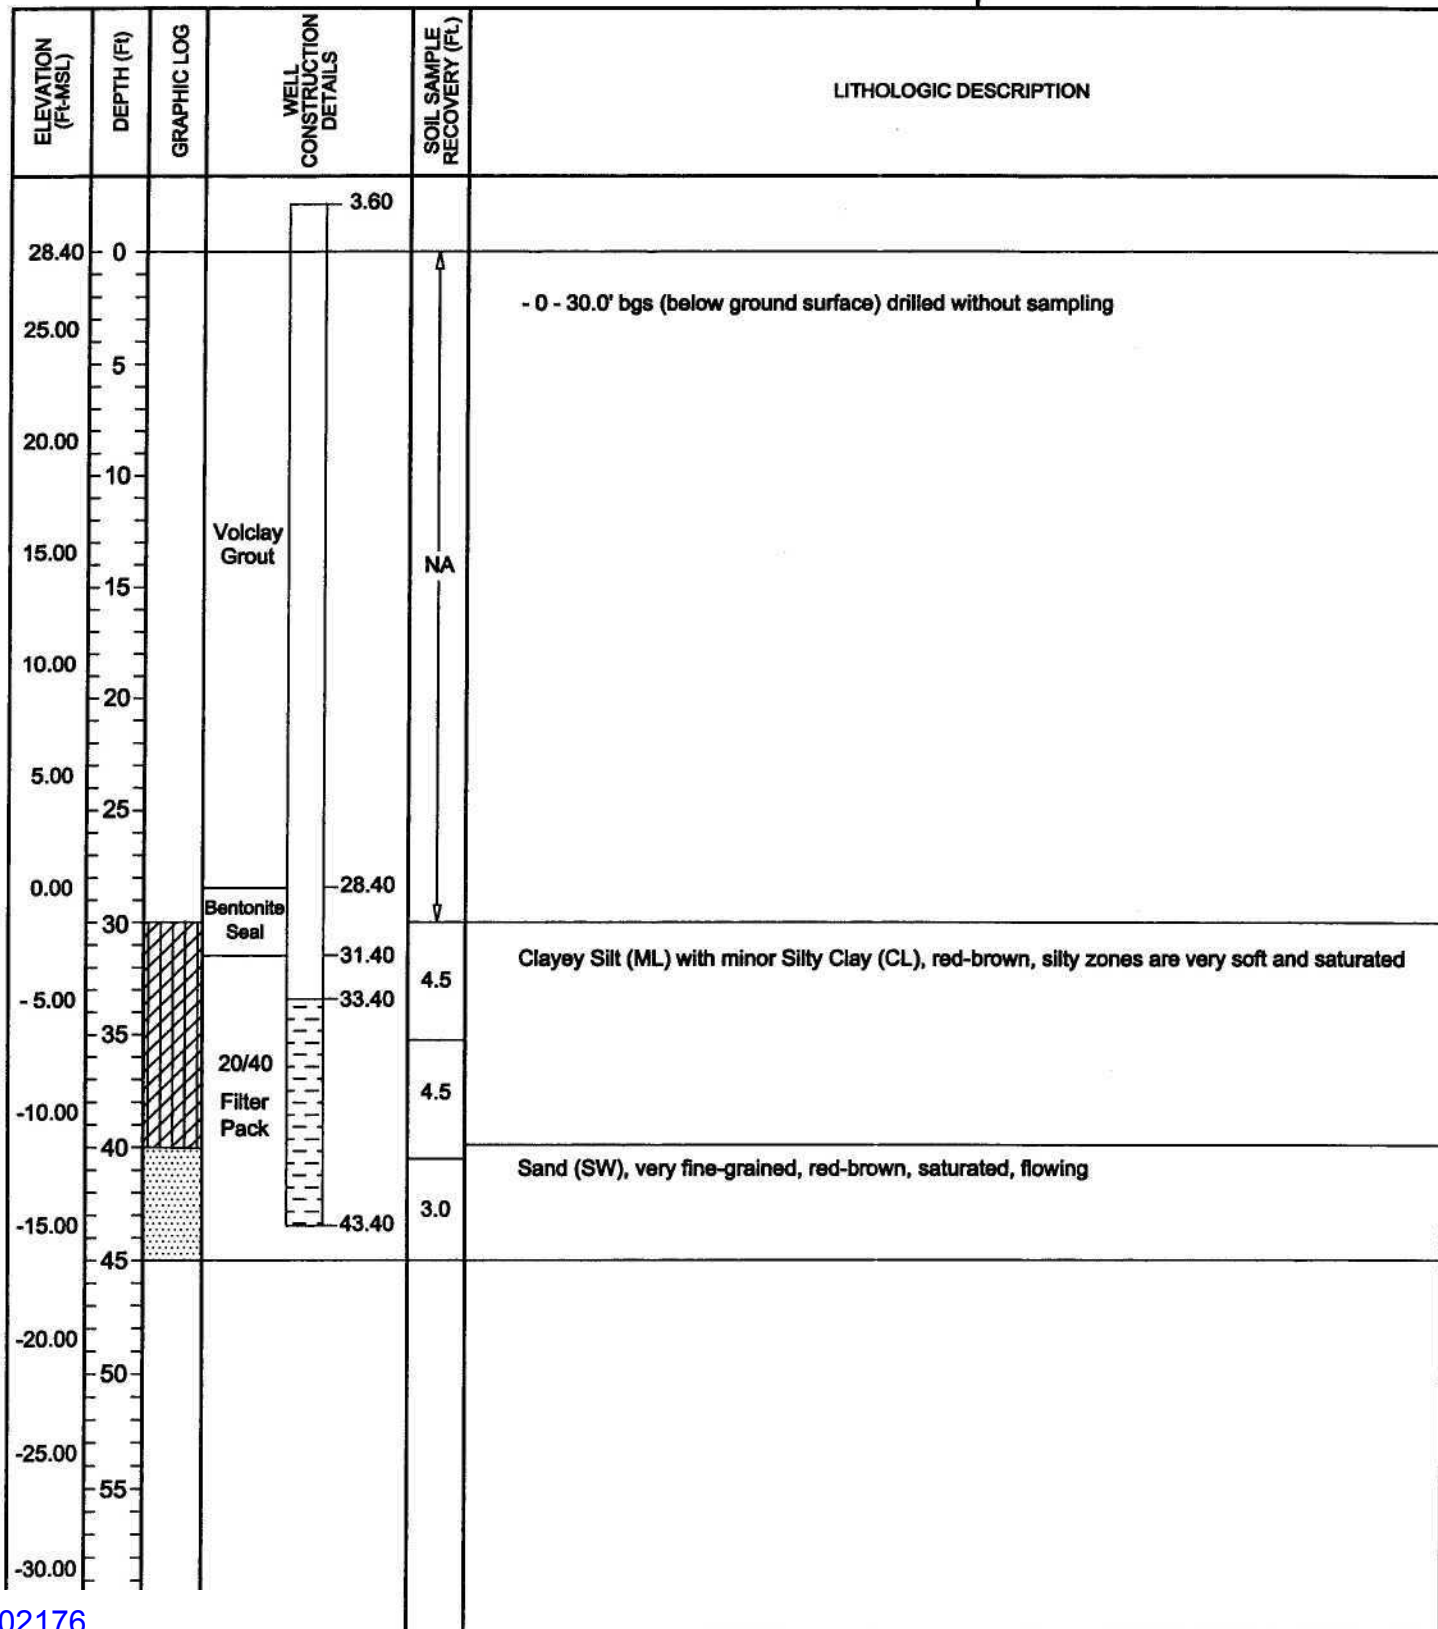 ELEVATION
(Ft-MSL)
DEPTH (Ft)
GRAPHIC LOG
WELL
CONSTRUCTION
DETAILS
SOIL SAMPLE
RECOVERY (Ft.)
LITHOLOGIC DESCRIPTION
3.60
28.40
0
- 0 - 30.0' bgs (below ground surface) drilled without sampling
25.00
5
20.00
10
Volclay
Grout
15.00
NA
15
10.00
20
5.00
25
0.00
28.40
Bentonite
Seal
30
31.40
Clayey Silt (ML) with minor Silty Clay (CL), red-brown, silty zones are very soft and saturated
4.5
- 5.00
33.40
35
20/40
Filter
Pack
4.5
-10.00
40
Sand (SW), very fine-grained, red-brown, saturated, flowing
3.0
-15.00
43.40
45
-20.00
50
-25.00
55
-30.00
02176